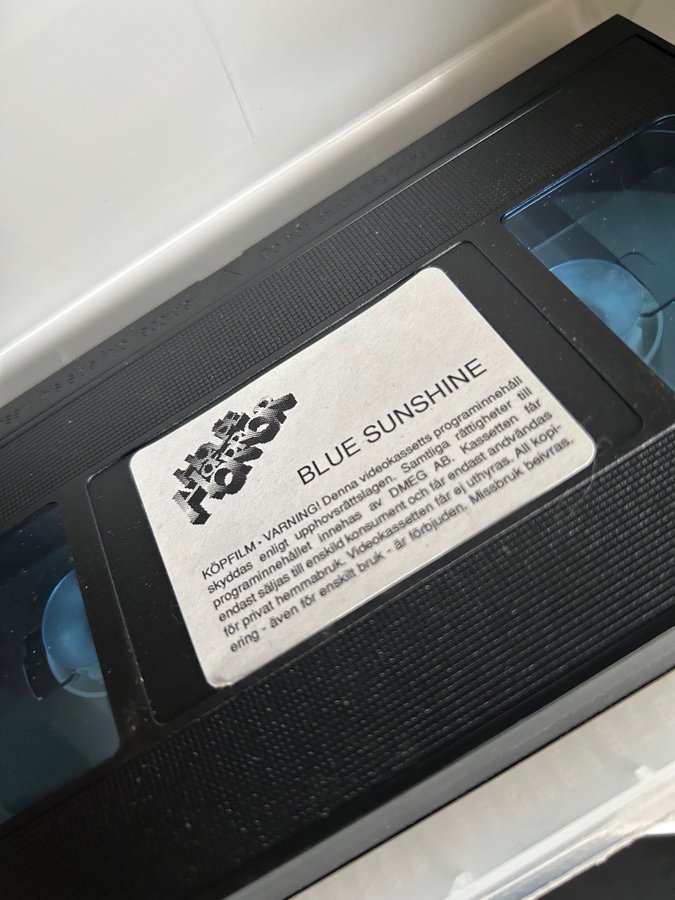 HOUSE
OF
HORROR
BLUE SUNSHINE
KÖPFILM - VARNING! Denna videokassetts programinnehåll
skyddas enligt upphovsrättslagen. Samtliga rättigheter till
programinnehållet innehas av DMEG AB. Kassetten får
endast säljas till enskild konsument och får endast användvas
för privat hemmabruk. Videokassetten får ej uthyras. All kopi-
ering - även för enskilt bruk - är förbjuden. Missbruk beivras.